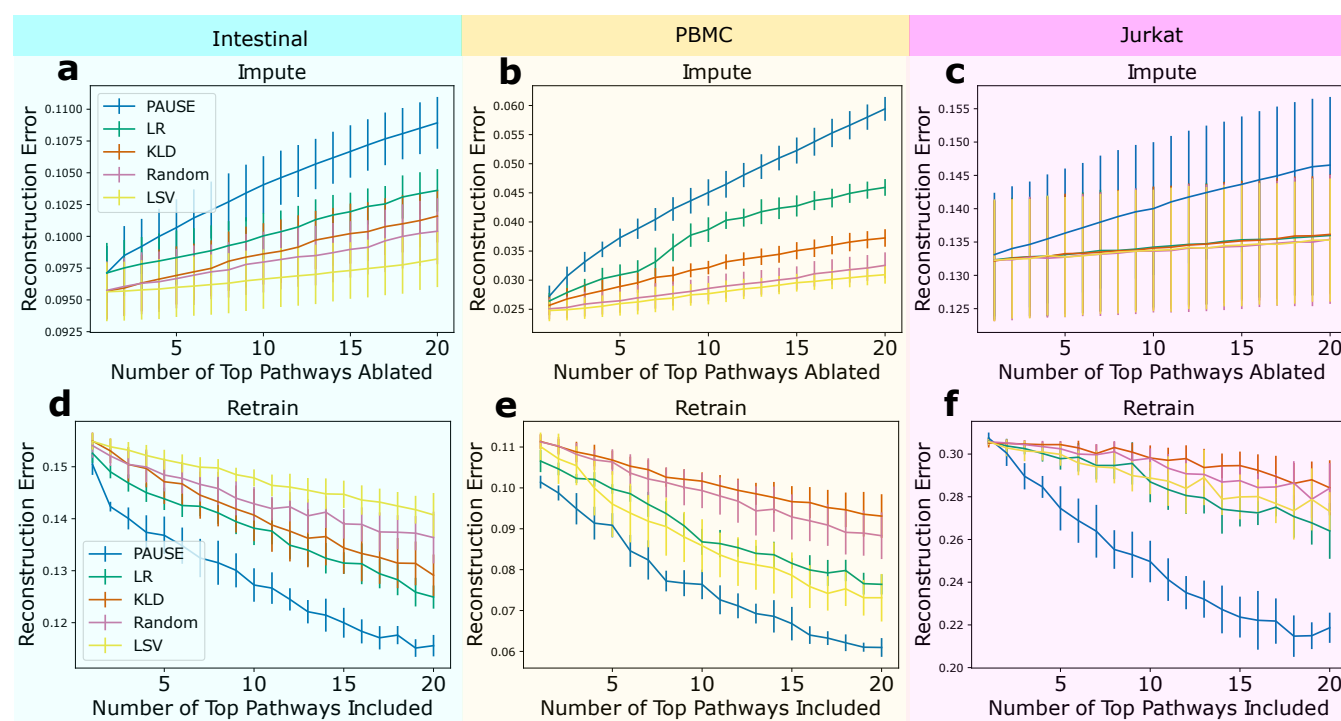 Intestinal
PBMC
Jurkat
a
Impute
Reconstruction Error
0.1100
0.1075
0.1050
0.1025
0.1000
0.0975
0.0950
0.0925
PAUSE
LR
KLD
Random
LSV
5 10 15 20
Number of Top Pathways Ablated
b
Impute
Reconstruction Error
0.060
0.055
0.050
0.045
0.040
0.035
0.030
0.025
5 10 15 20
Number of Top Pathways Ablated
c
Impute
Reconstruction Error
0.155
0.150
0.145
0.140
0.135
0.130
0.125
5 10 15 20
Number of Top Pathways Ablated
d
Retrain
Reconstruction Error
0.15
0.14
0.13
0.12
PAUSE
LR
KLD
Random
LSV
5 10 15 20
Number of Top Pathways Included
e
Retrain
Reconstruction Error
0.11
0.10
0.09
0.08
0.07
0.06
5 10 15 20
Number of Top Pathways Included
f
Retrain
Reconstruction Error
0.30
0.28
0.26
0.24
0.22
0.20
5 10 15 20
Number of Top Pathways Included